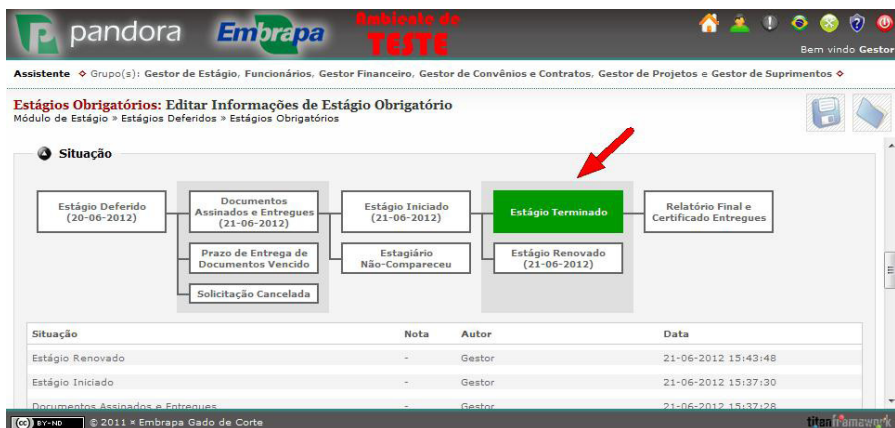 pandora
Embrapa
Ambiente de
TESTE
Bem vindo Gestor
Assistente Grupo(s): Gestor de Estágio, Funcionários, Gestor Financeiro, Gestor de Convênios e Contratos, Gestor de Projetos e Gestor de Suprimentos
Estágios Obrigatórios: Editar Informações de Estágio Obrigatório
Módulo de Estágio » Estágios Deferidos » Estágios Obrigatórios
Situação
Estágio Deferido
(20-06-2012)
Documentos
Assinados e Entregues
(21-06-2012)
Estágio Iniciado
(21-06-2012)
Estágio Terminado
Relatório Final e
Certificado Entregues
Prazo de Entrega de
Documentos Vencido
Estagiário
Não-Compareceu
Estágio Renovado
(21-06-2012)
Solicitação Cancelada
Situação Nota Autor Data
Estágio Renovado - Gestor 21-06-2012 15:43:48
Estágio Iniciado - Gestor 21-06-2012 15:37:30
Documentos Assinados e Entregues - Gestor 21-06-2012 15:37:28
(cc) BY-ND © 2011 × Embrapa Gado de Corte titanframework